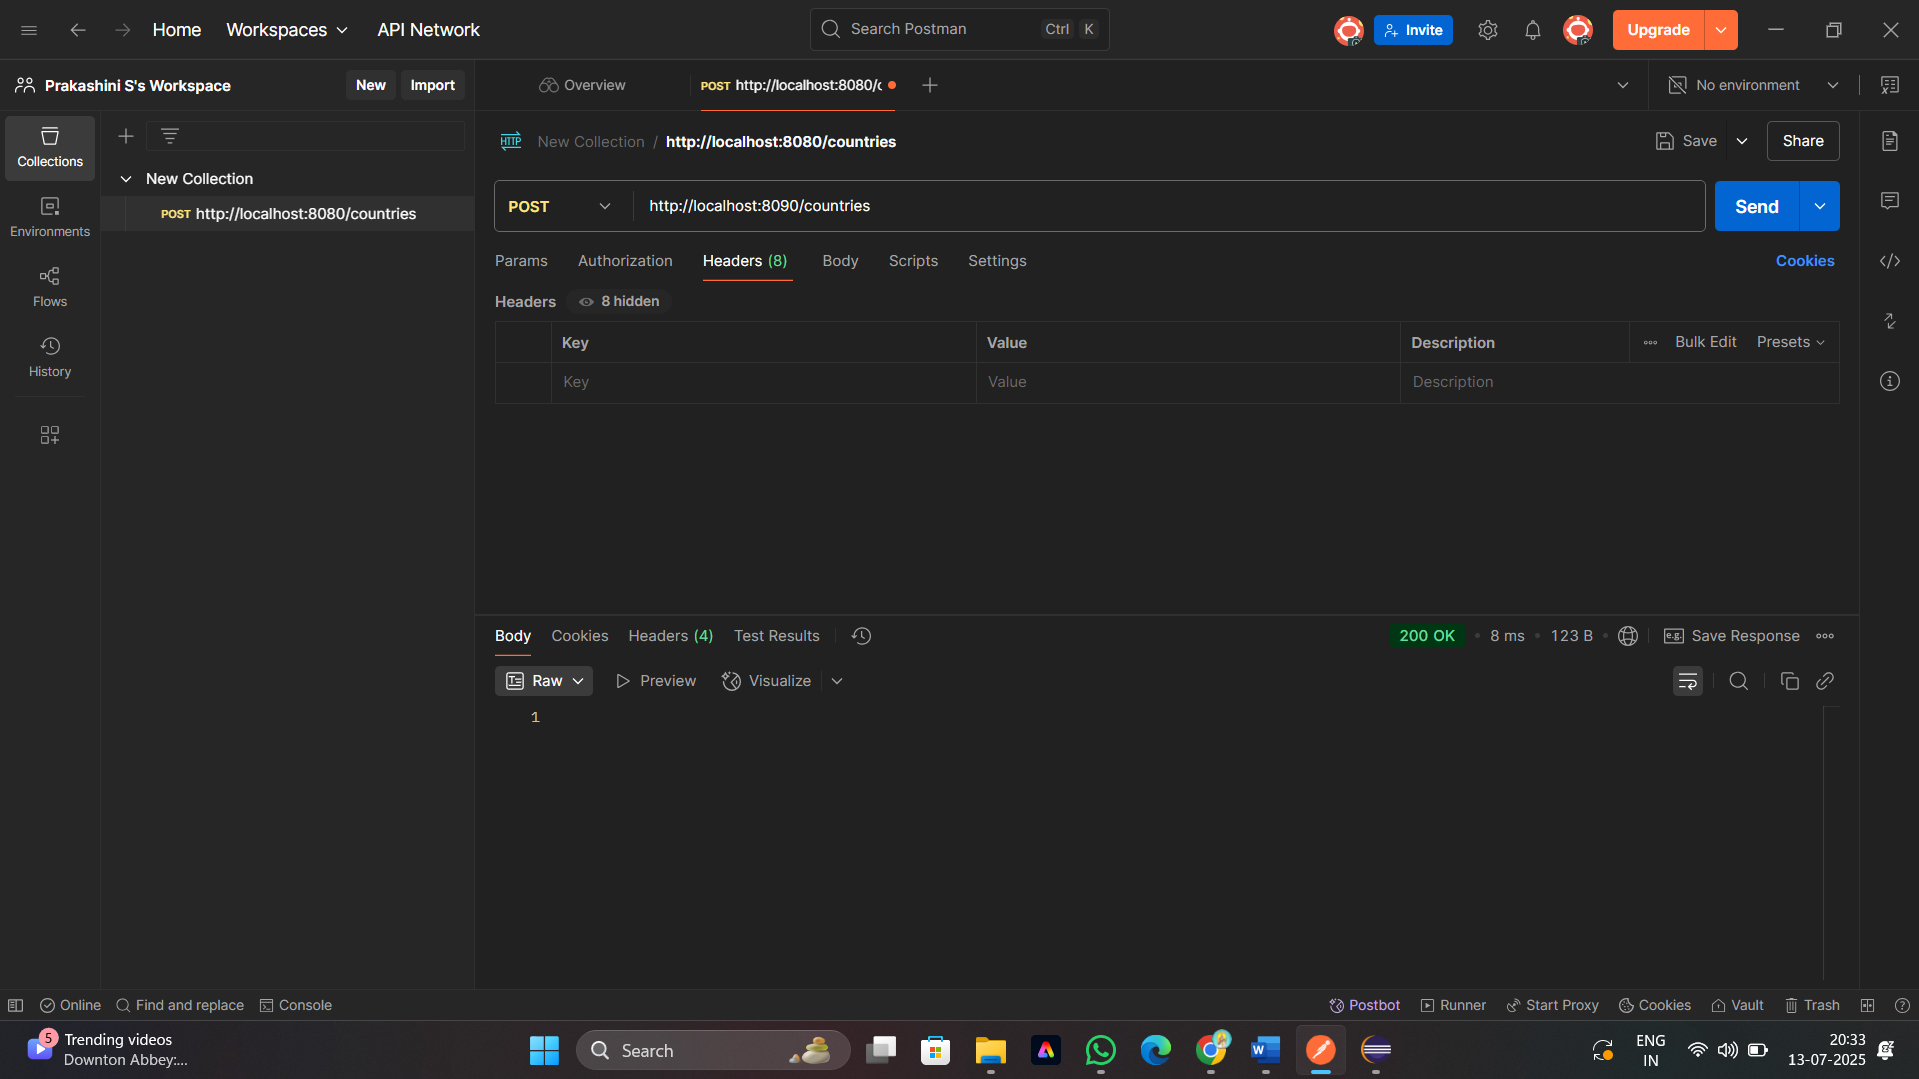 Home Workspaces API Network Search Postman Ctrl K Invite Upgrade
Prakashini S's Workspace New Import Overview POST http://localhost:8080/c No environment
Collections
New Collection / http://localhost:8080/countries Save Share
New Collection
POST http://localhost:8080/countries
POST http://localhost:8090/countries Send
Environments
Params Authorization Headers (8) Body Scripts Settings Cookies
Flows
Headers 8 hidden
Key Value Description Bulk Edit Presets
History
Key Value Description
Body Cookies Headers (4) Test Results 200 OK 8 ms 123 B e.g. Save Response
Raw Preview Visualize
1
Online Find and replace Console Postbot Runner Start Proxy Cookies Vault Trash
5 Trending videos
Downton Abbey:...
Search
ENG
IN
20:33
13-07-2025